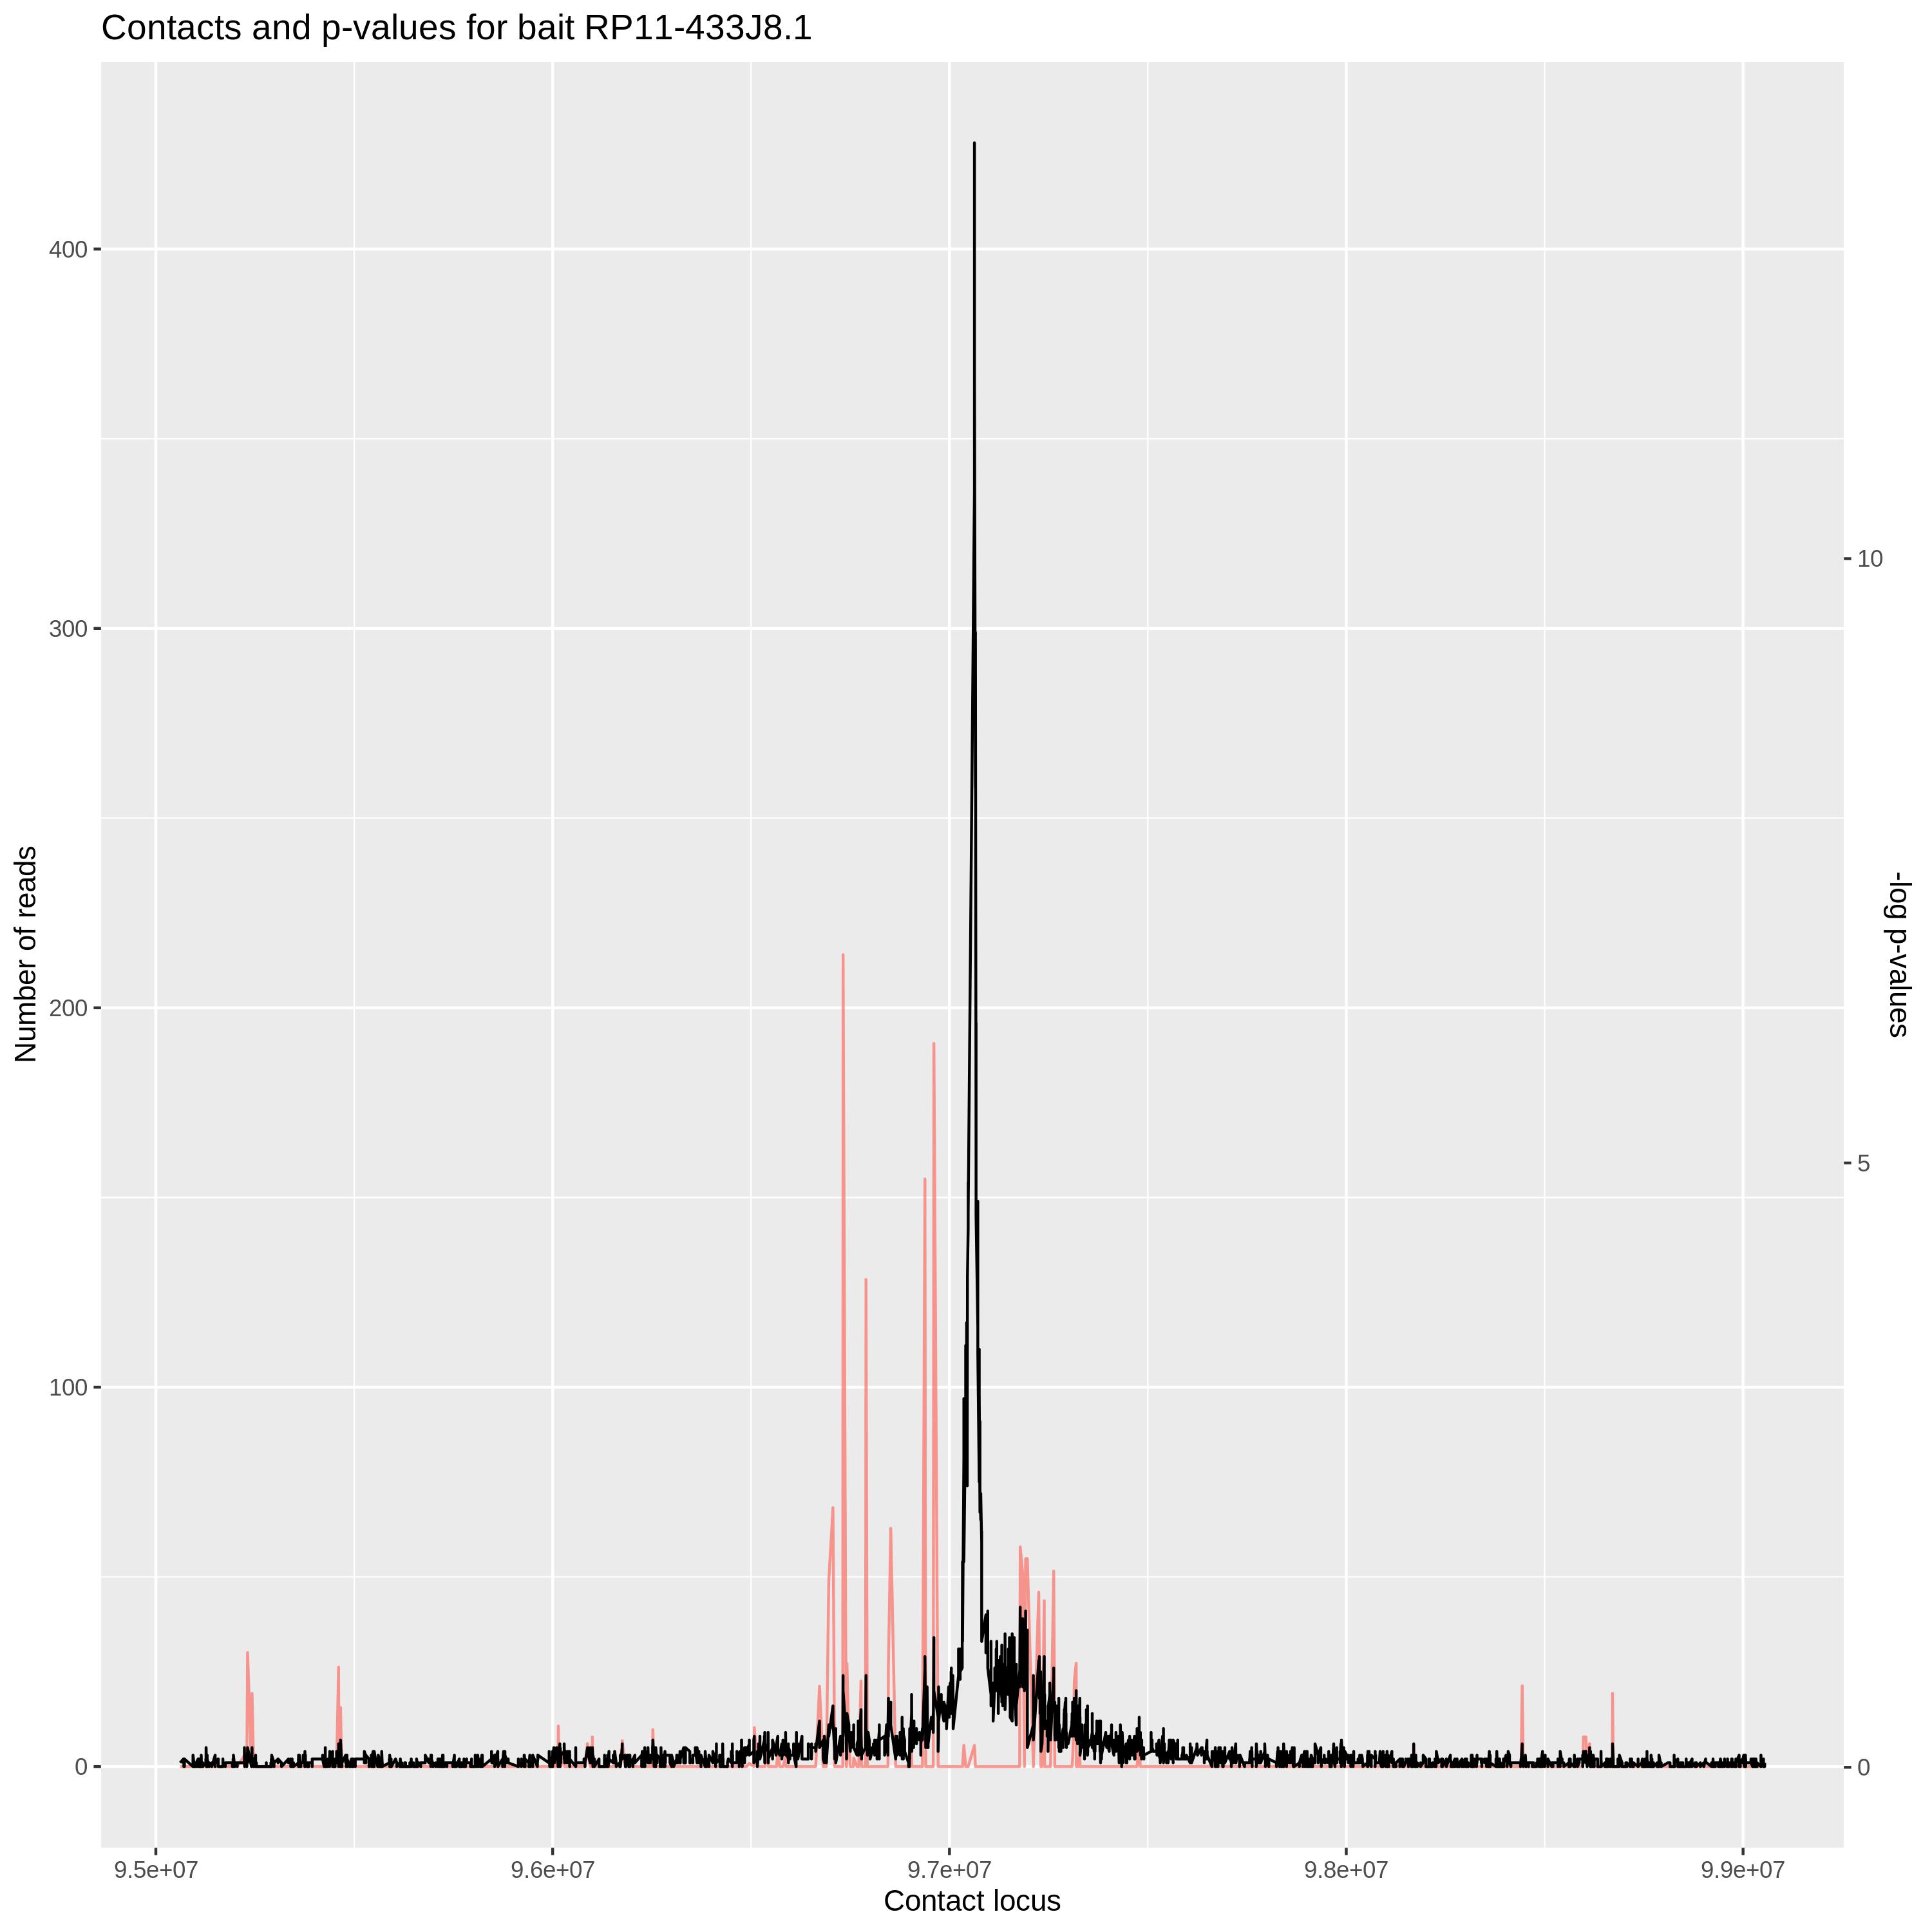 Contacts and p-values for bait RP11-433J8.1
400
300
200
100
0
Number of reads
10
5
0
-log p-values
9.5e+07
9.6e+07
9.7e+07
9.8e+07
9.9e+07
Contact locus